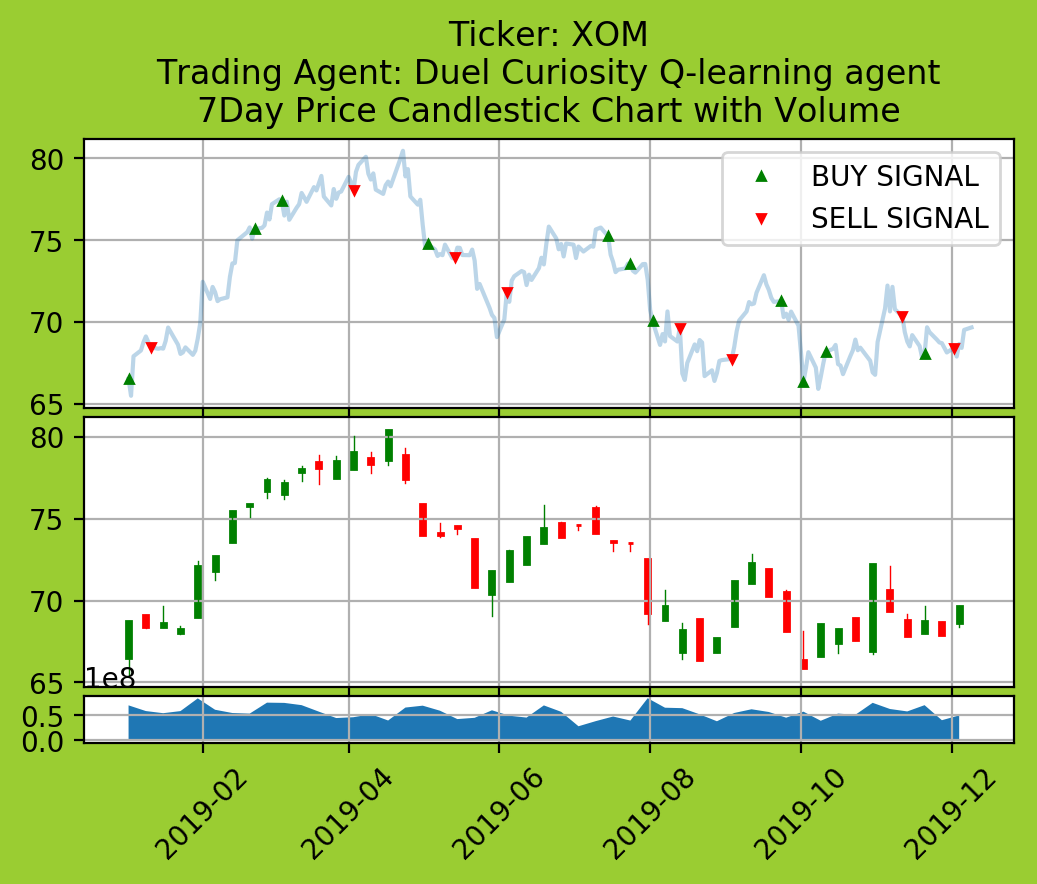 Ticker: XOM
Trading Agent: Duel Curiosity Q-learning agent
7Day Price Candlestick Chart with Volume
80
75
70
65
BUY SIGNAL
SELL SIGNAL
80
75
70
65
1e8
0.5
0.0
2019-02
2019-04
2019-06
2019-08
2019-10
2019-12